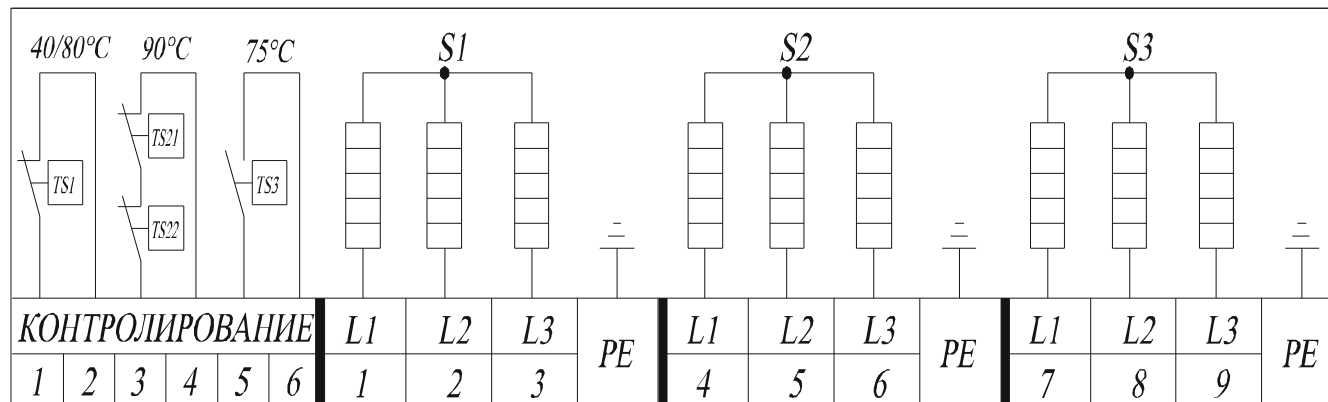 40/80°C 90°C 75°C S1 S2 S3
TS21
TS1 TS3
TS22
КОНТРОЛИРОВАНИЕ L1 L2 L3 PE L1 L2 L3 PE L1 L2 L3 PE
1 2 3 4 5 6 1 2 3 4 5 6 7 8 9